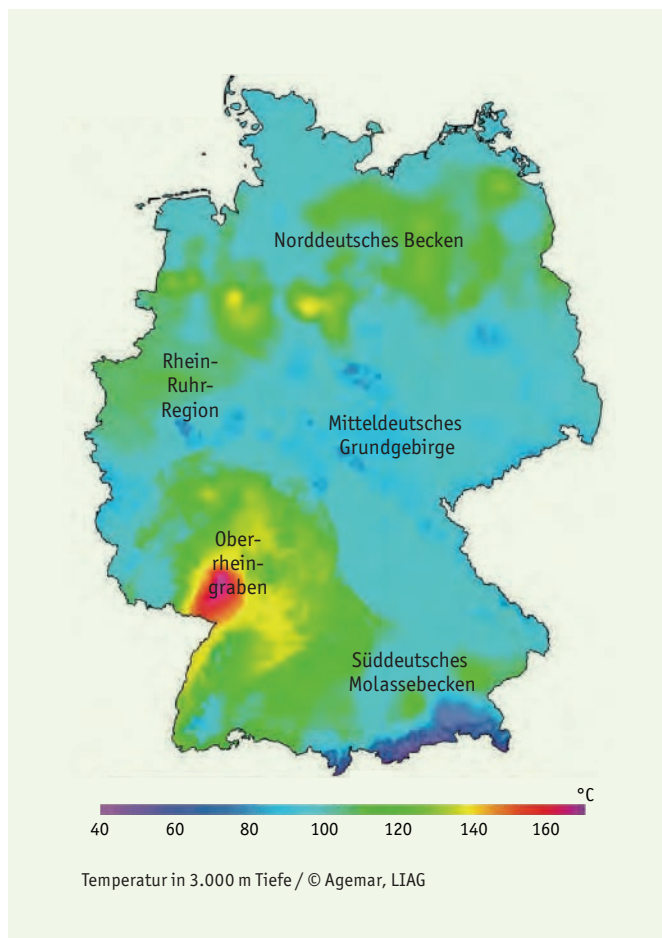 Norddeutsches Becken
Rhein-
Ruhr-
Region
Mitteldeutsches
Grundgebirge
Ober-
rhein-
graben
Süddeutsches
Molassebecken
°C
40 60 80 100 120 140 160
Temperatur in 3.000 m Tiefe / © Agemar, LIAG